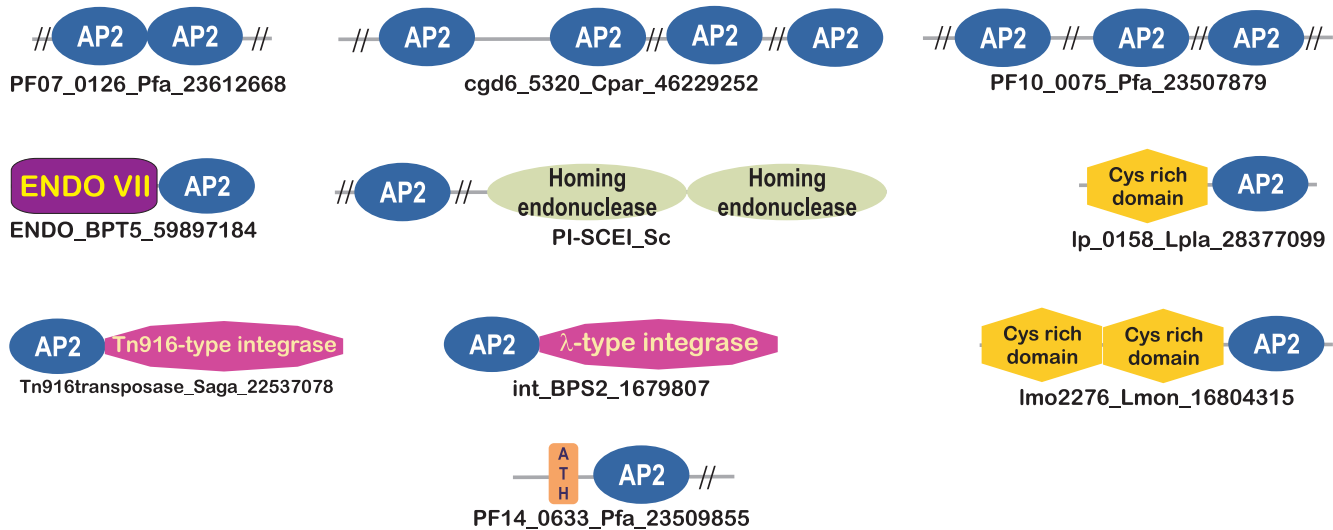 AP2 AP2
PF07_0126_Pfa_23612668
AP2 AP2 AP2 AP2
cgd6_5320_Cpar_46229252
AP2 AP2 AP2
PF10_0075_Pfa_23507879
ENDO VII AP2
ENDO_BPT5_59897184
AP2 Homing endonuclease Homing endonuclease
PI-SCEI_Sc
Cys rich domain AP2
lp_0158_Lpla_28377099
AP2 Tn916-type integrase
Tn916transposase_Saga_22537078
AP2 λ-type integrase
int_BPS2_1679807
Cys rich domain Cys rich domain AP2
lmo2276_Lmon_16804315
ATH AP2
PF14_0633_Pfa_23509855